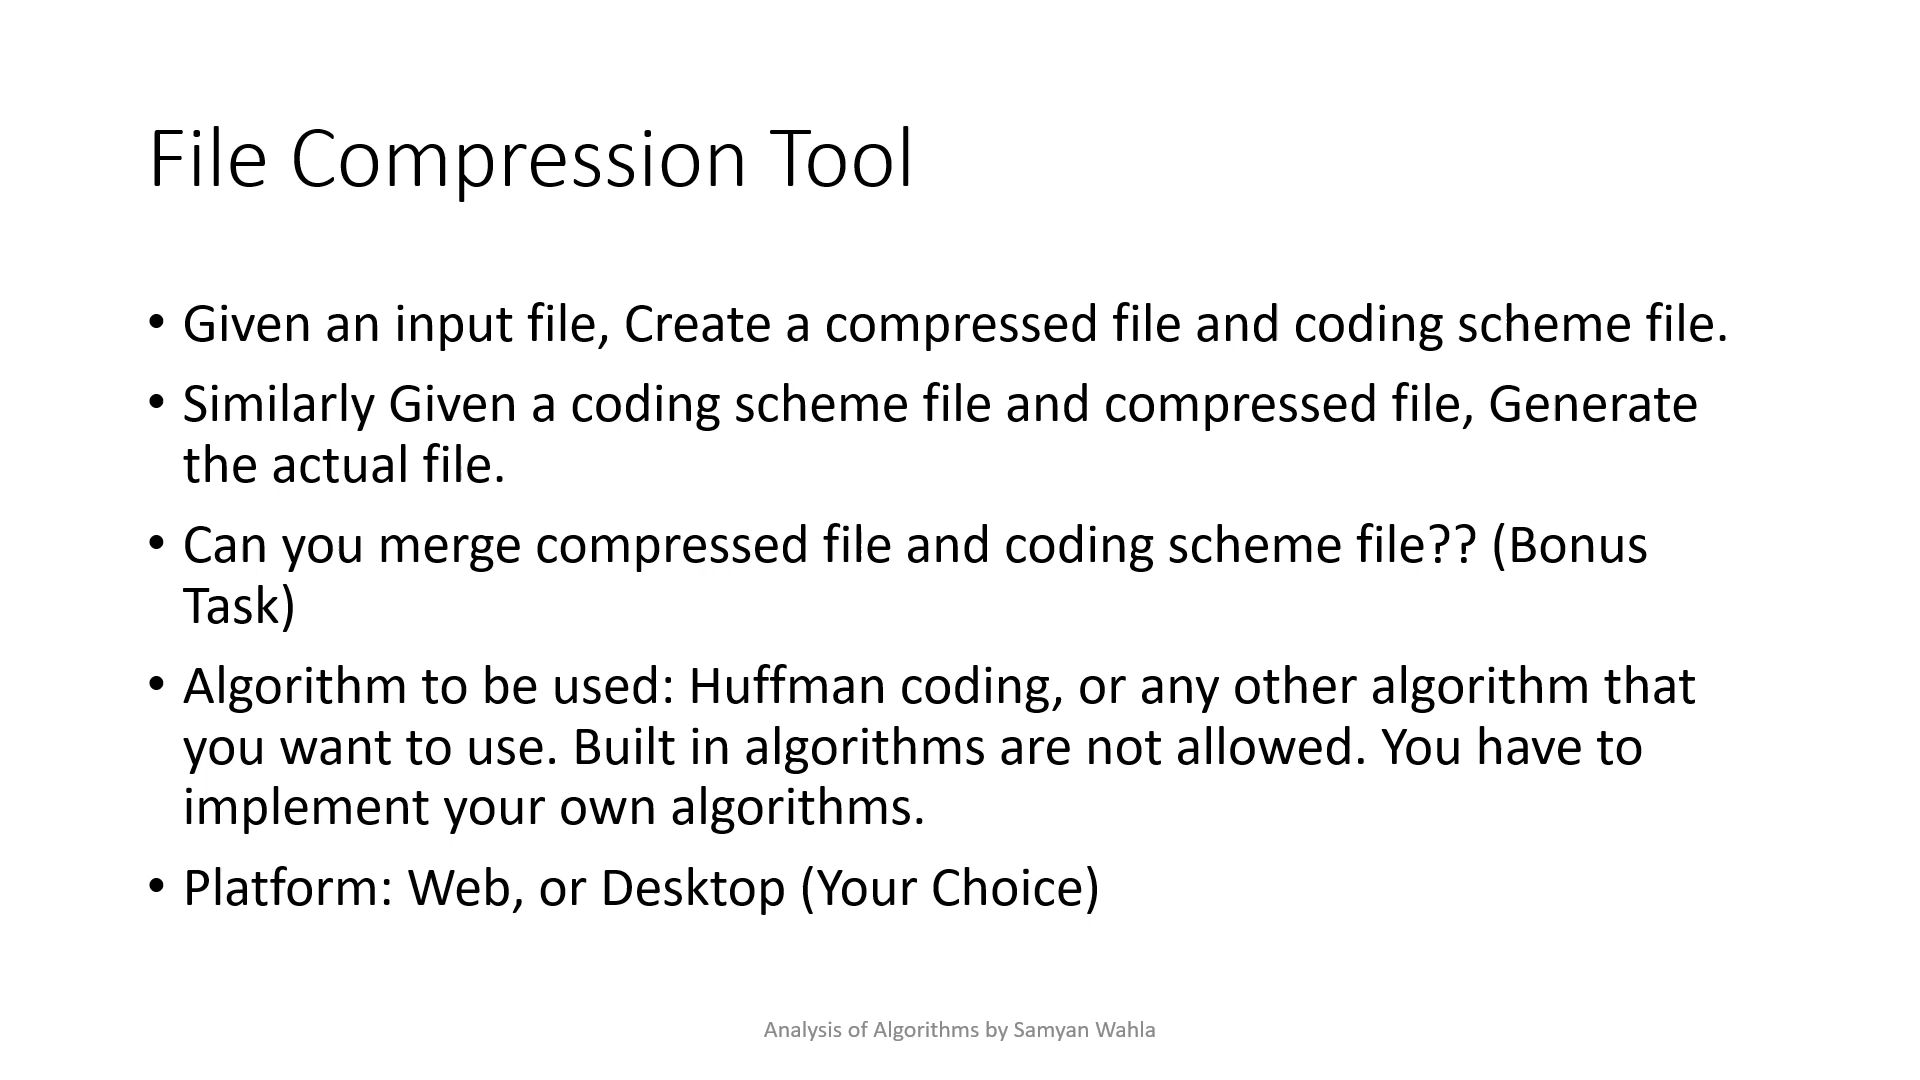 File Compression Tool
• Given an input file, Create a compressed file and coding scheme file.
• Similarly Given a coding scheme file and compressed file, Generate
the actual file.
• Can you merge compressed file and coding scheme file?? (Bonus
Task)
• Algorithm to be used: Huffman coding, or any other algorithm that
you want to use. Built in algorithms are not allowed. You have to
implement your own algorithms.
• Platform: Web, or Desktop (Your Choice)
Analysis of Algorithms by Samyan Wahla